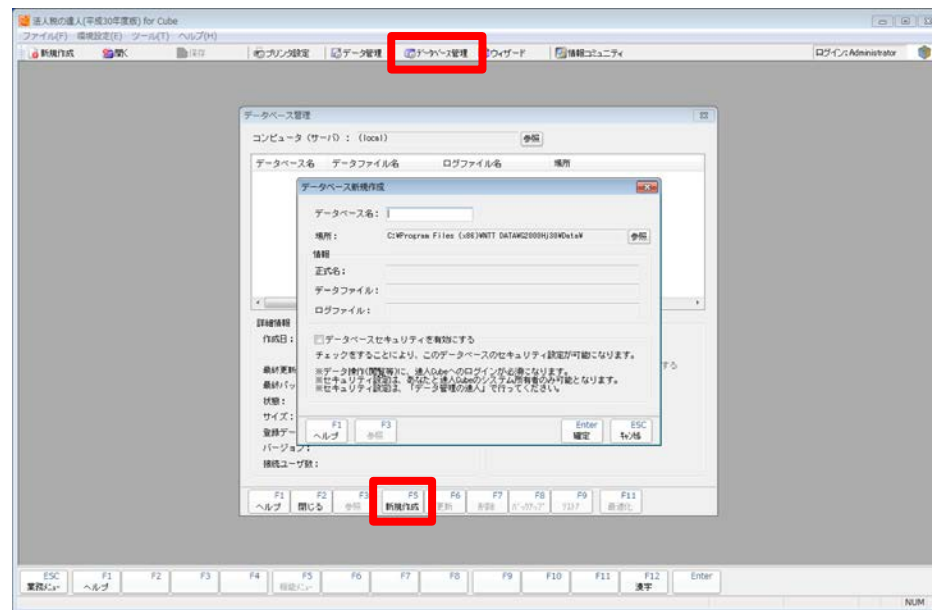 法人税の達人(平成30年度版) for Cube
ファイル(F) 環境設定(E) ツール(T) ヘルプ(H)
新規作成 開く 保存 プリンタ設定 データ管理 データベース管理 ウィザード 情報コミュニティ ログイン:Administrator
データベース管理
コンピュータ (サーバ) : (local) 参照
データベース名 データファイル名 ログファイル名 場所
データベース新規作成
データベース名:
場所: C:¥Program Files (x86)¥NTT DATA¥G2000Hj30¥Data¥ 参照
情報
正式名:
データファイル:
ログファイル:
詳細情報
作成日:
データベースセキュリティを有効にする
チェックをすることにより、このデータベースのセキュリティ設定が可能になります。
※データ操作(閲覧等)に、達人Cubeへのログインが必須になります。
※セキュリティ設定は、あなたと達人Cubeのシステム所有者のみ可能となります。
※セキュリティ設定は、「データ管理の達人」で行ってください。
最終更新
最終バッ
する
状態:
サイズ:
登録デー
バージョン:
接続ユーザ数:
F1 F3 Enter ESC
ヘルプ 参照 確定 キャンセル
F1 F2 F3 F5 F6 F7 F8 F9 F11
ヘルプ 閉じる 参照 新規作成 更新 削除 バックアップ リストア 最適化
ESC F1 F2 F3 F4 F5 F6 F7 F8 F9 F10 F11 F12 Enter
業務メニュー ヘルプ 機能メニュー 漢字
NUM